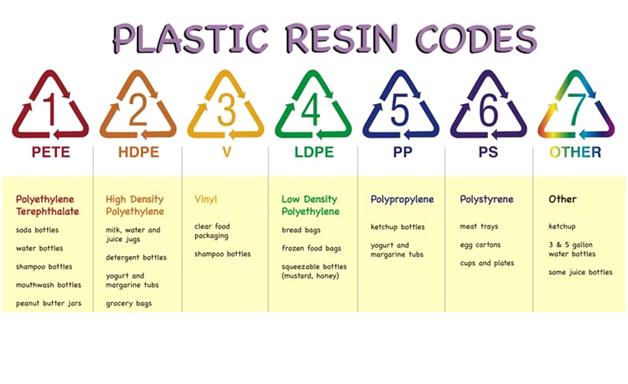 PLASTIC RESIN CODES
1
PETE
2
HDPE
3
V
4
LDPE
5
PP
6
PS
7
OTHER
Polyethylene
Terephthalate
soda bottles
water bottles
shampoo bottles
mouthwash bottles
peanut butter jars
High Density
Polyethylene
milk, water and
juice jugs
detergent bottles
yogurt and
margarine tubs
grocery bags
Vinyl
clear food
packaging
shampoo bottles
Low Density
Polyethylene
bread bags
frozen food bags
squeezable bottles
(mustard, honey)
Polypropylene
ketchup bottles
yogurt and
margarine tubs
Polystyrene
meat trays
egg cartons
cups and plates
Other
ketchup
3 & 5 gallon
water bottles
some juice bottles